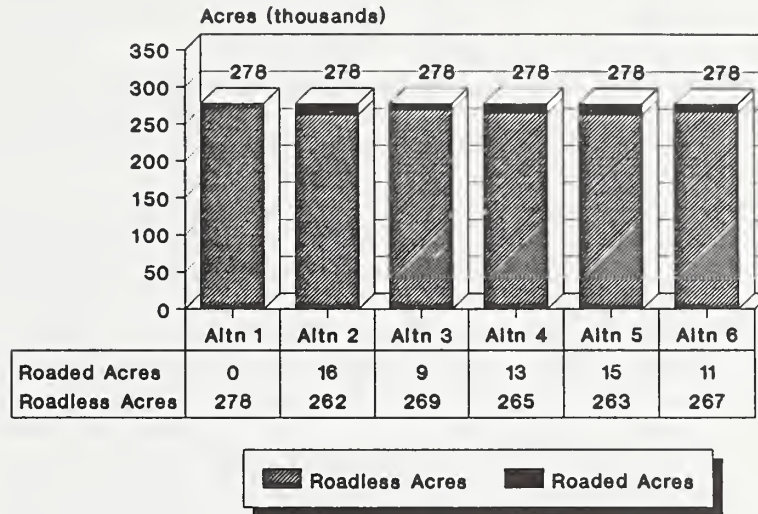 Acres (thousands)
350
300
250
200
150
100
50
0
278 278 278 278 278 278
Altn 1 Altn 2 Altn 3 Altn 4 Altn 5 Altn 6
Roaded Acres 0 16 9 13 15 11
Roadless Acres 278 262 269 265 263 267
Roadless Acres Roaded Acres